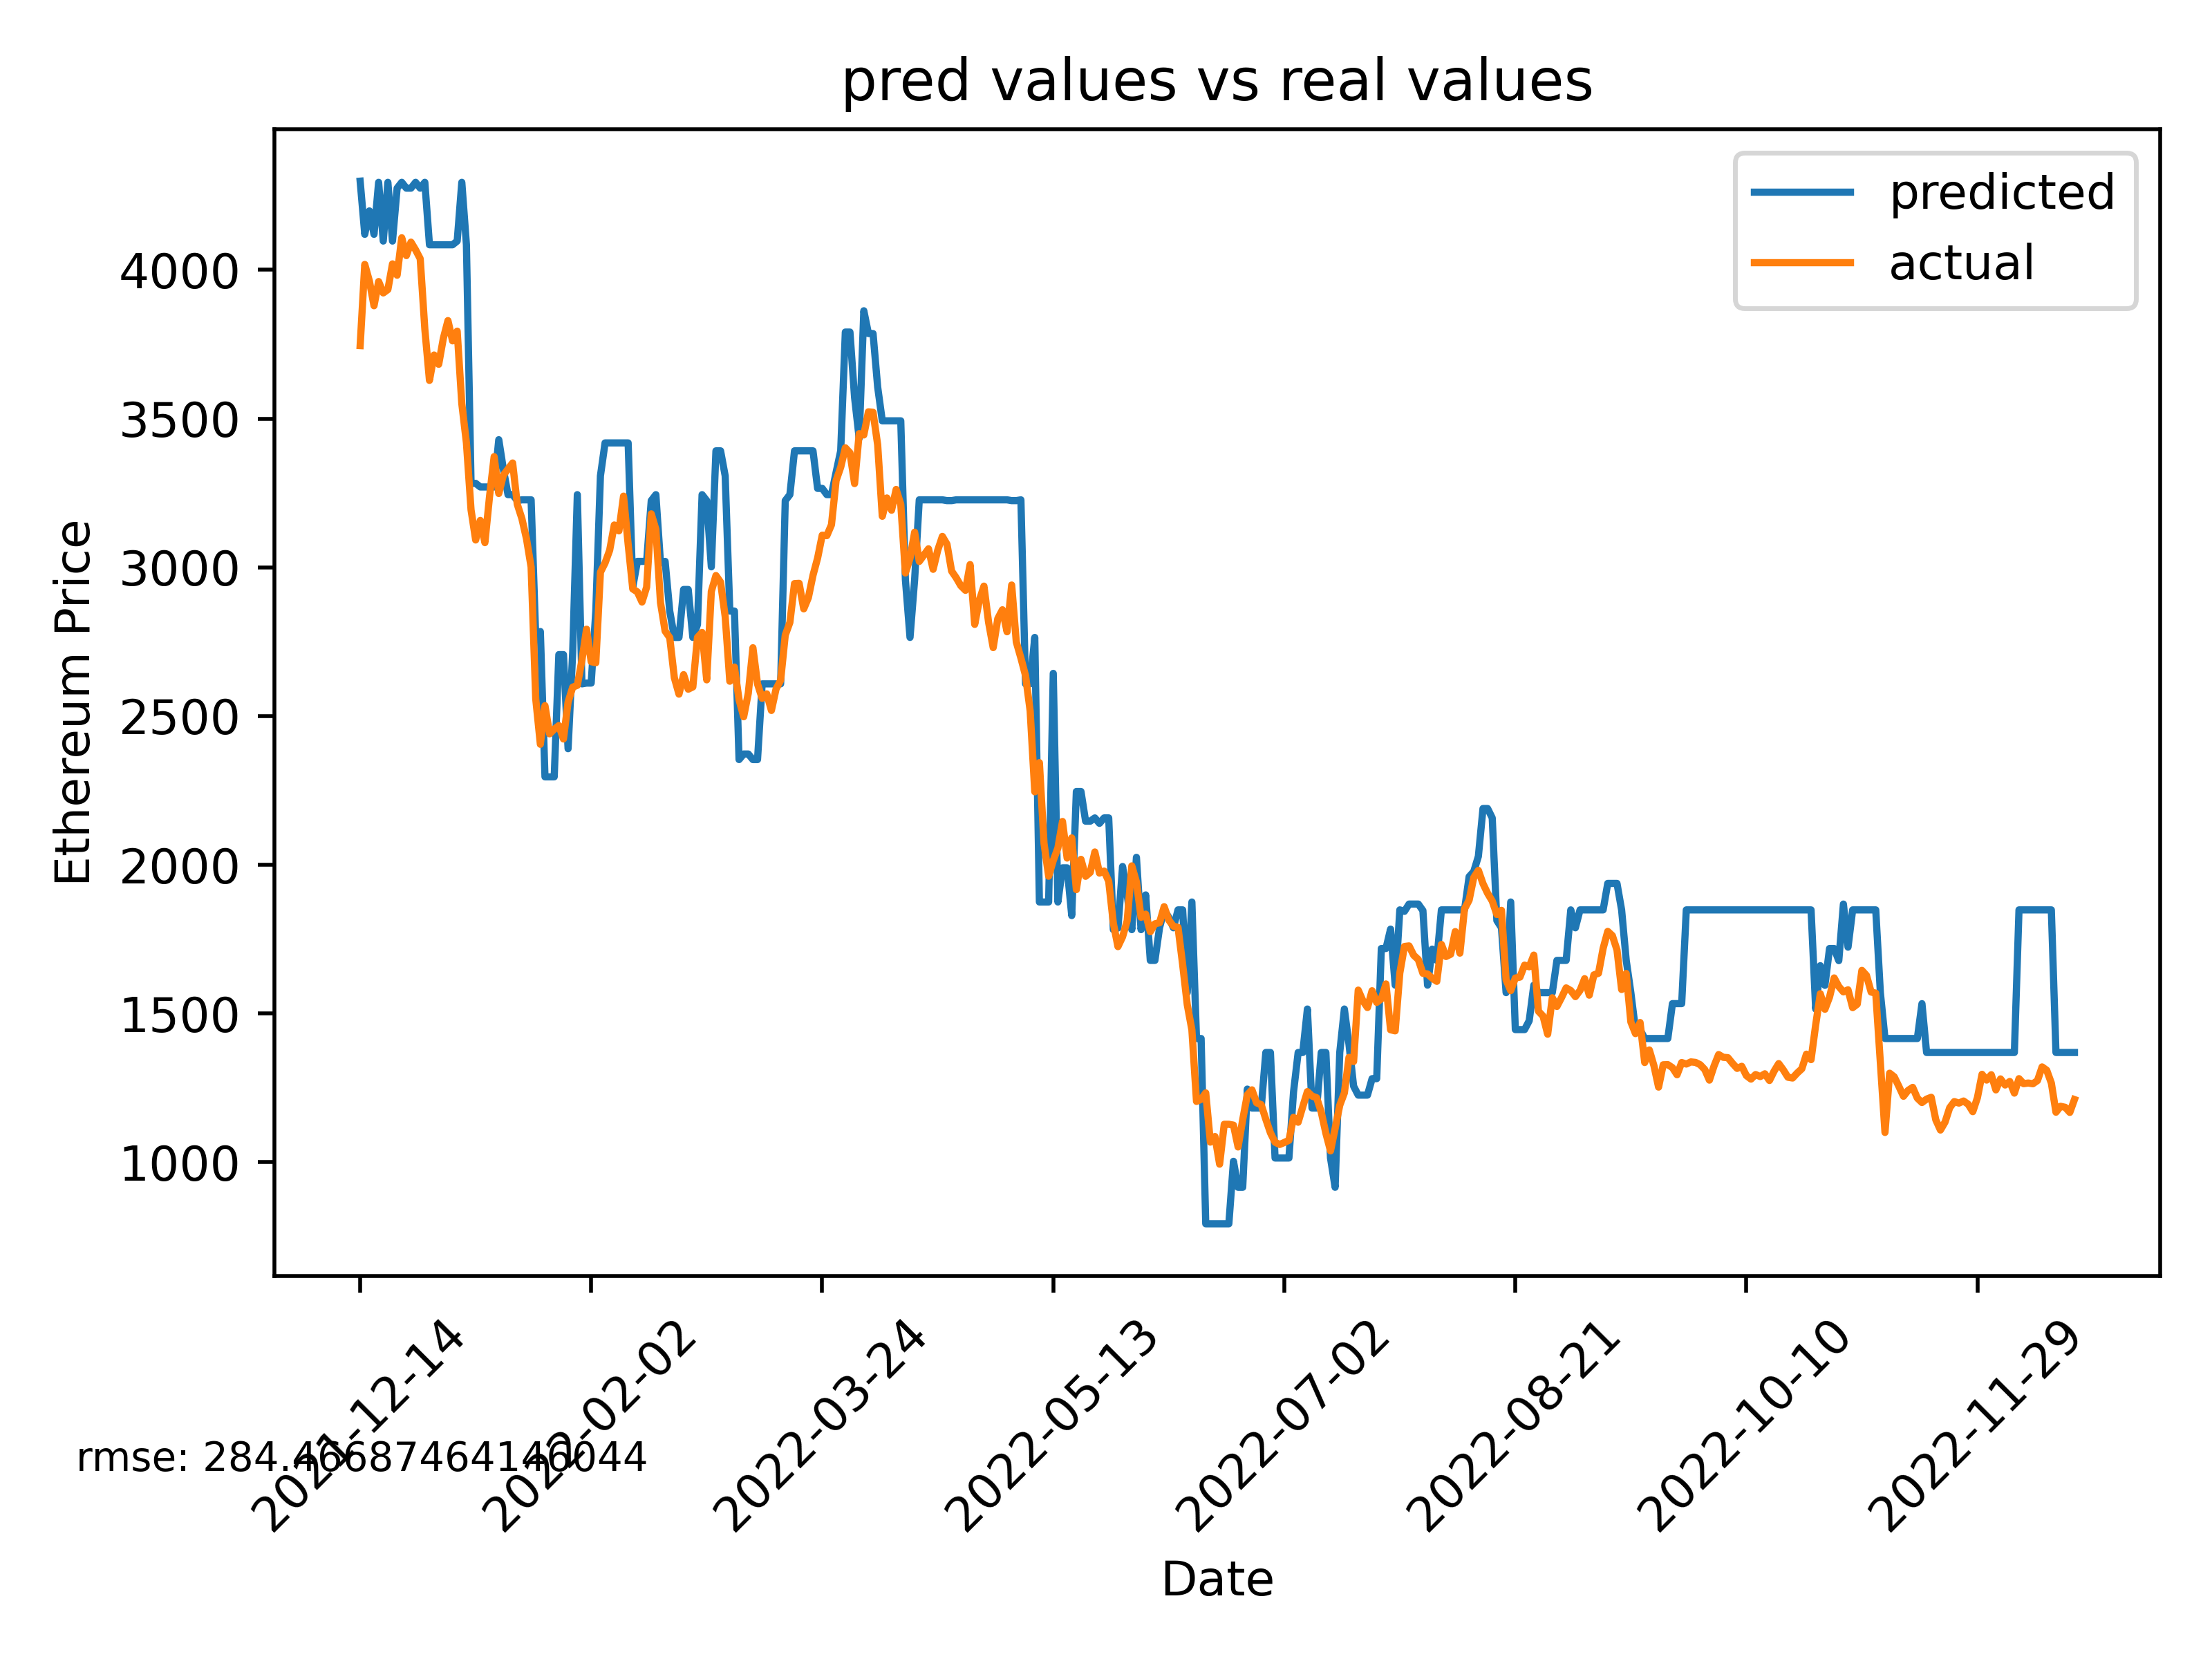 pred values vs real values
predicted
actual
Ethereum Price
4000
3500
3000
2500
2000
1500
1000
2021-12-14
2022-02-02
2022-03-24
2022-05-13
2022-07-02
2022-08-21
2022-10-10
2022-11-29
rmse: 284.46687464146044
Date